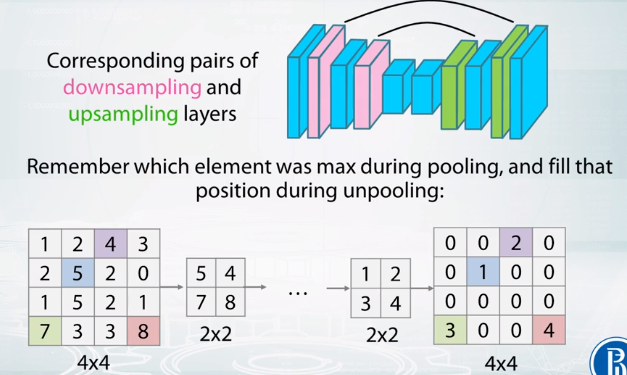 Corresponding pairs of
downsampling and
upsampling layers
Remember which element was max during pooling, and fill that
position during unpooling:
1 2 4 3
2 5 2 0
1 5 2 1
7 3 3 8
4x4
5 4
7 8
2x2
...
1 2
3 4
2x2
0 0 2 0
0 1 0 0
0 0 0 0
3 0 0 4
4x4